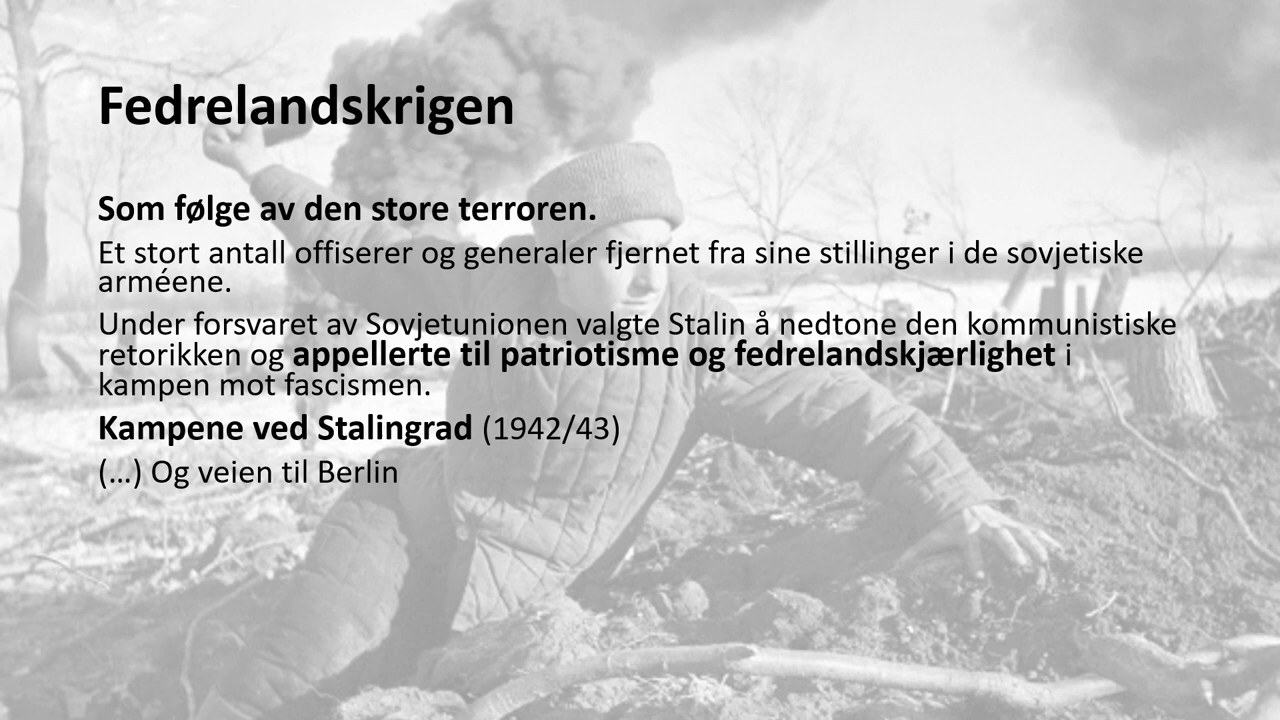 Fedrelandskrigen
Som følge av den store terroren.
Et stort antall offiserer og generaler fjernet fra sine stillinger i de sovjetiske
arméene.
Under forsvaret av Sovjetunionen valgte Stalin å nedtone den kommunistiske
retorikken og appellerte til patriotisme og fedrelandskjærlighet i
kampen mot fascismen.
Kampene ved Stalingrad (1942/43)
(…) Og veien til Berlin